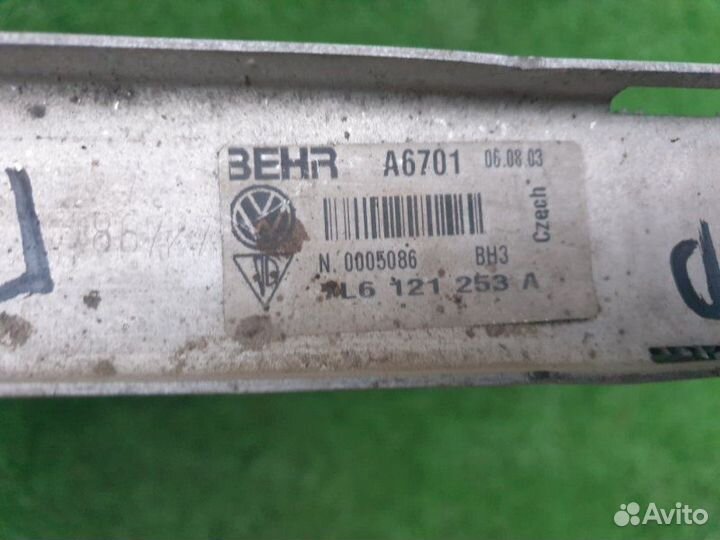 BEHR A6701 06.08.03
Czech
N. 0005086 BH3
L6 121 253 A
Avito